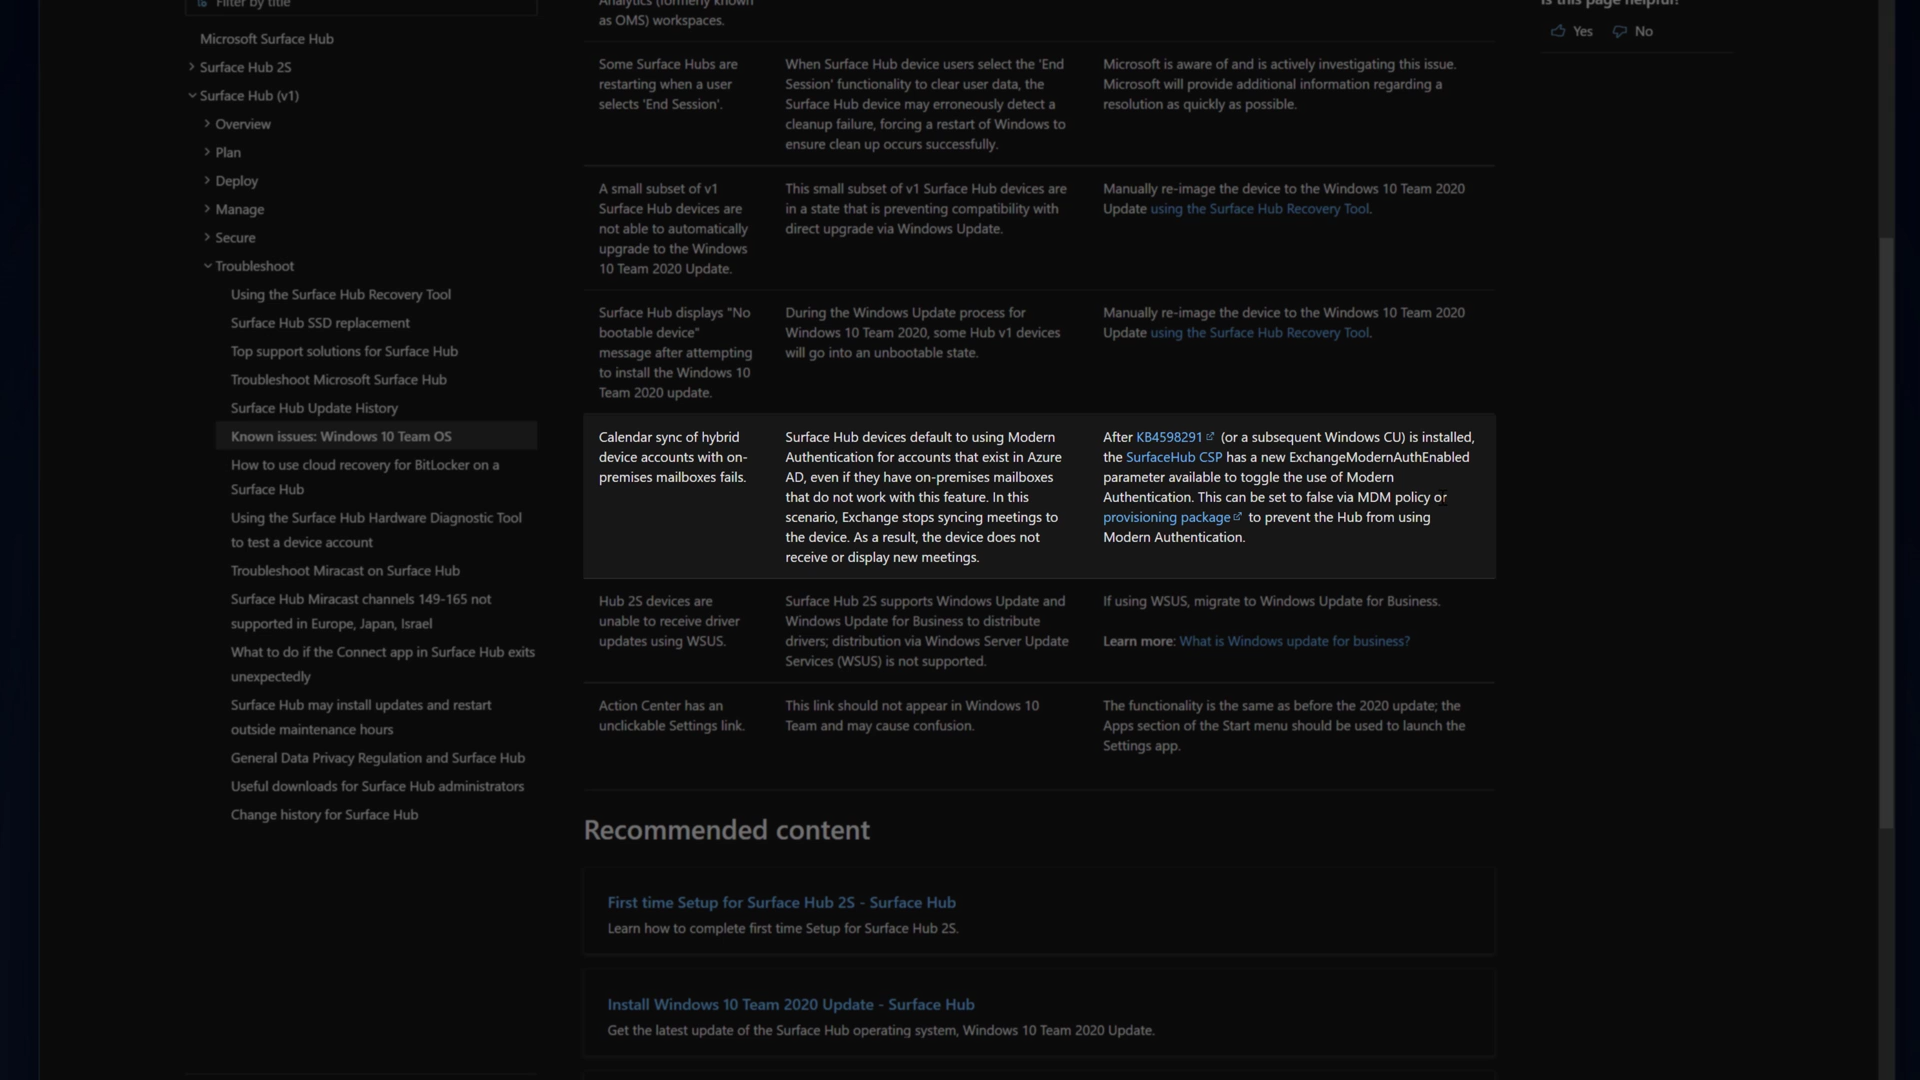 Filter by title
Microsoft Surface Hub
Surface Hub 2S
Surface Hub (v1)
Overview
Plan
Deploy
Manage
Secure
Troubleshoot
Using the Surface Hub Recovery Tool
Surface Hub SSD replacement
Top support solutions for Surface Hub
Troubleshoot Microsoft Surface Hub
Surface Hub Update History
Known issues: Windows 10 Team OS
How to use cloud recovery for BitLocker on a
Surface Hub
Using the Surface Hub Hardware Diagnostic Tool
to test a device account
Troubleshoot Miracast on Surface Hub
Surface Hub Miracast channels 149-165 not
supported in Europe, Japan, Israel
What to do if the Connect app in Surface Hub exits
unexpectedly
Surface Hub may install updates and restart
outside maintenance hours
General Data Privacy Regulation and Surface Hub
Useful downloads for Surface Hub administrators
Change history for Surface Hub
Analytics (formerly known
as OMS) workspaces.
Some Surface Hubs are
restarting when a user
selects 'End Session'.
When Surface Hub device users select the 'End
Session' functionality to clear user data, the
Surface Hub device may erroneously detect a
cleanup failure, forcing a restart of Windows to
ensure clean up occurs successfully.
Microsoft is aware of and is actively investigating this issue.
Microsoft will provide additional information regarding a
resolution as quickly as possible.
A small subset of v1
Surface Hub devices are
not able to automatically
upgrade to the Windows
10 Team 2020 Update.
This small subset of v1 Surface Hub devices are
in a state that is preventing compatibility with
direct upgrade via Windows Update.
Manually re-image the device to the Windows 10 Team 2020
Update using the Surface Hub Recovery Tool.
Surface Hub displays "No
bootable device"
message after attempting
to install the Windows 10
Team 2020 update.
During the Windows Update process for
Windows 10 Team 2020, some Hub v1 devices
will go into an unbootable state.
Manually re-image the device to the Windows 10 Team 2020
Update using the Surface Hub Recovery Tool.
Calendar sync of hybrid
device accounts with on-
premises mailboxes fails.
Surface Hub devices default to using Modern
Authentication for accounts that exist in Azure
AD, even if they have on-premises mailboxes
that do not work with this feature. In this
scenario, Exchange stops syncing meetings to
the device. As a result, the device does not
receive or display new meetings.
After KB4598291 (or a subsequent Windows CU) is installed,
the SurfaceHub CSP has a new ExchangeModernAuthEnabled
parameter available to toggle the use of Modern
Authentication. This can be set to false via MDM policy or
provisioning package to prevent the Hub from using
Modern Authentication.
Hub 2S devices are
unable to receive driver
updates using WSUS.
Surface Hub 2S supports Windows Update and
Windows Update for Business to distribute
drivers; distribution via Windows Server Update
Services (WSUS) is not supported.
If using WSUS, migrate to Windows Update for Business.
Learn more: What is Windows update for business?
Action Center has an
unclickable Settings link.
This link should not appear in Windows 10
Team and may cause confusion.
The functionality is the same as before the 2020 update; the
Apps section of the Start menu should be used to launch the
Settings app.
Recommended content
First time Setup for Surface Hub 2S - Surface Hub
Learn how to complete first time Setup for Surface Hub 2S.
Install Windows 10 Team 2020 Update - Surface Hub
Get the latest update of the Surface Hub operating system, Windows 10 Team 2020 Update.
Is this page helpful?
Yes No